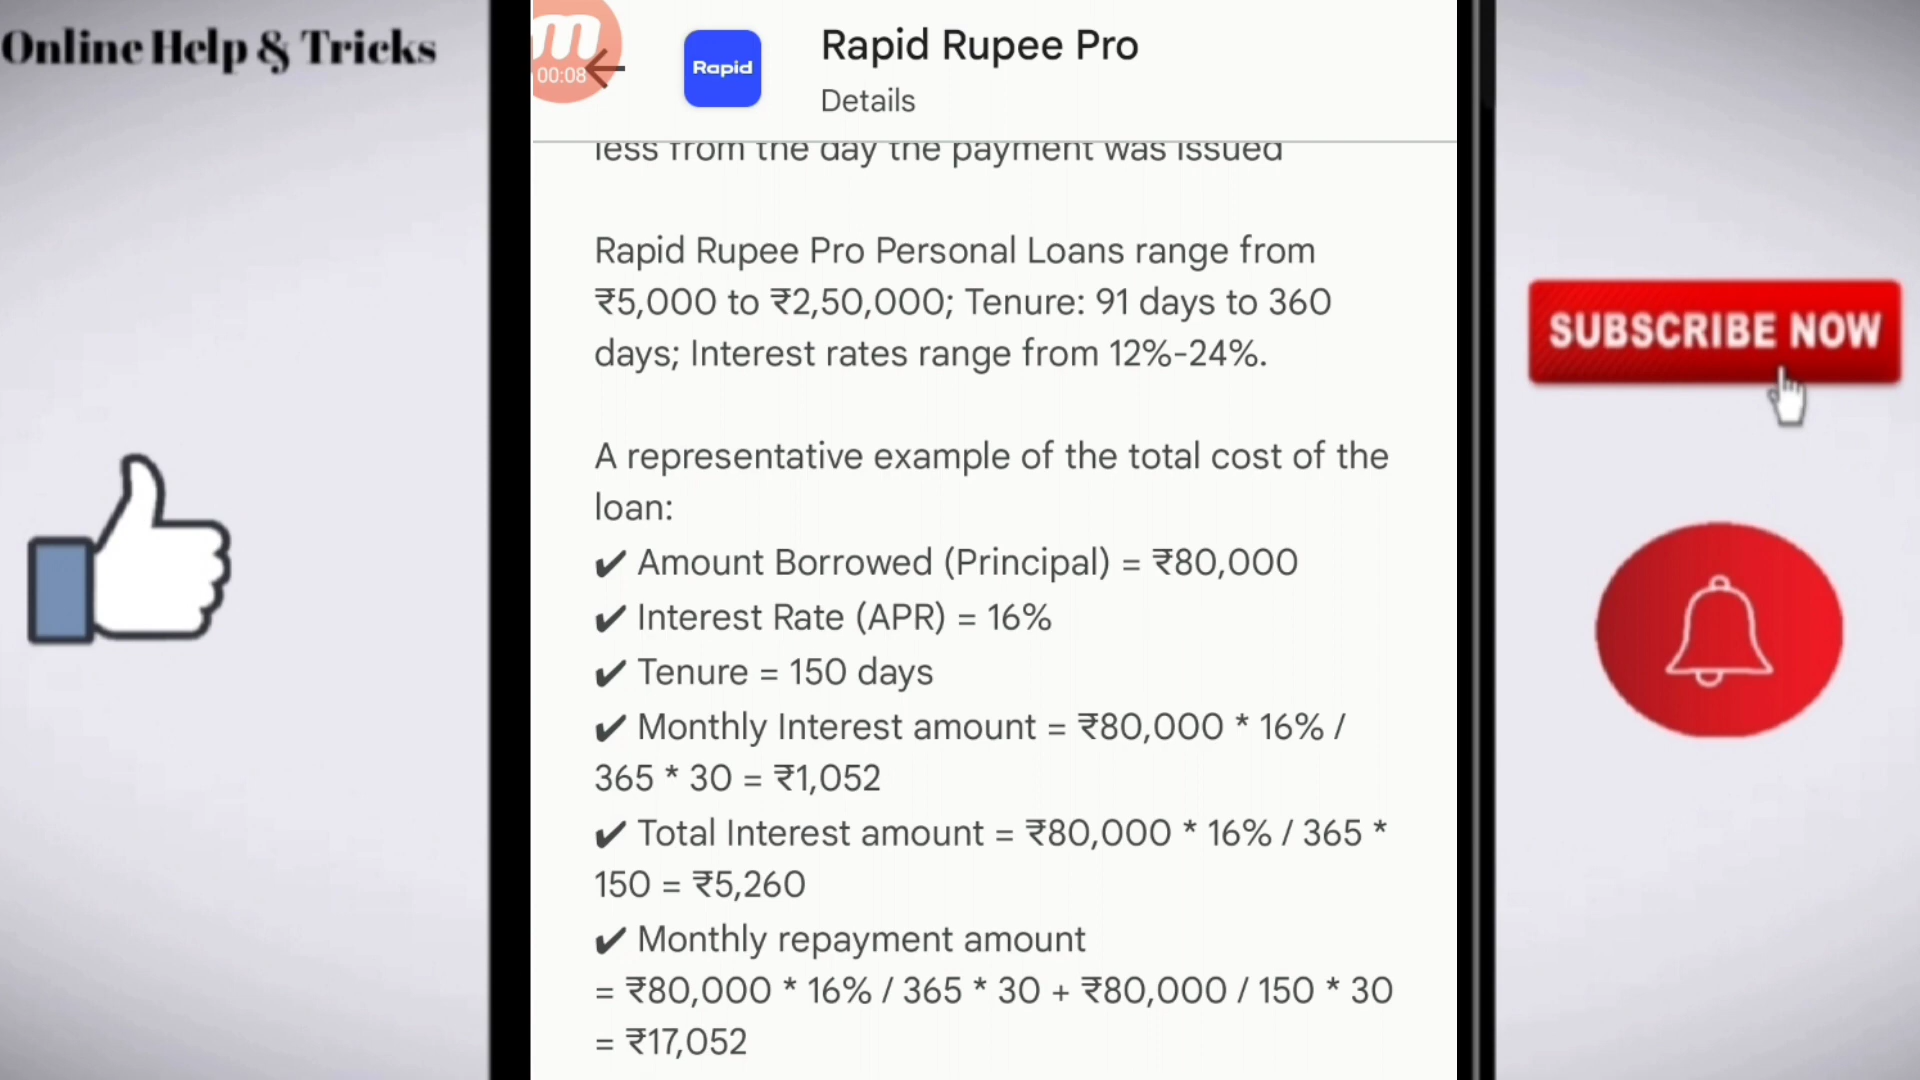 Online Help & Tricks
m
00:08
Rapid
Rapid Rupee Pro
Details
less from the day the payment was issued
Rapid Rupee Pro Personal Loans range from
₹5,000 to ₹2,50,000; Tenure: 91 days to 360
days; Interest rates range from 12%-24%.
A representative example of the total cost of the
loan:
✔ Amount Borrowed (Principal) = ₹80,000
✔ Interest Rate (APR) = 16%
✔ Tenure = 150 days
✔ Monthly Interest amount = ₹80,000 * 16% /
365 * 30 = ₹1,052
✔ Total Interest amount = ₹80,000 * 16% / 365 *
150 = ₹5,260
✔ Monthly repayment amount
= ₹80,000 * 16% / 365 * 30 + ₹80,000 / 150 * 30
= ₹17,052
SUBSCRIBE NOW